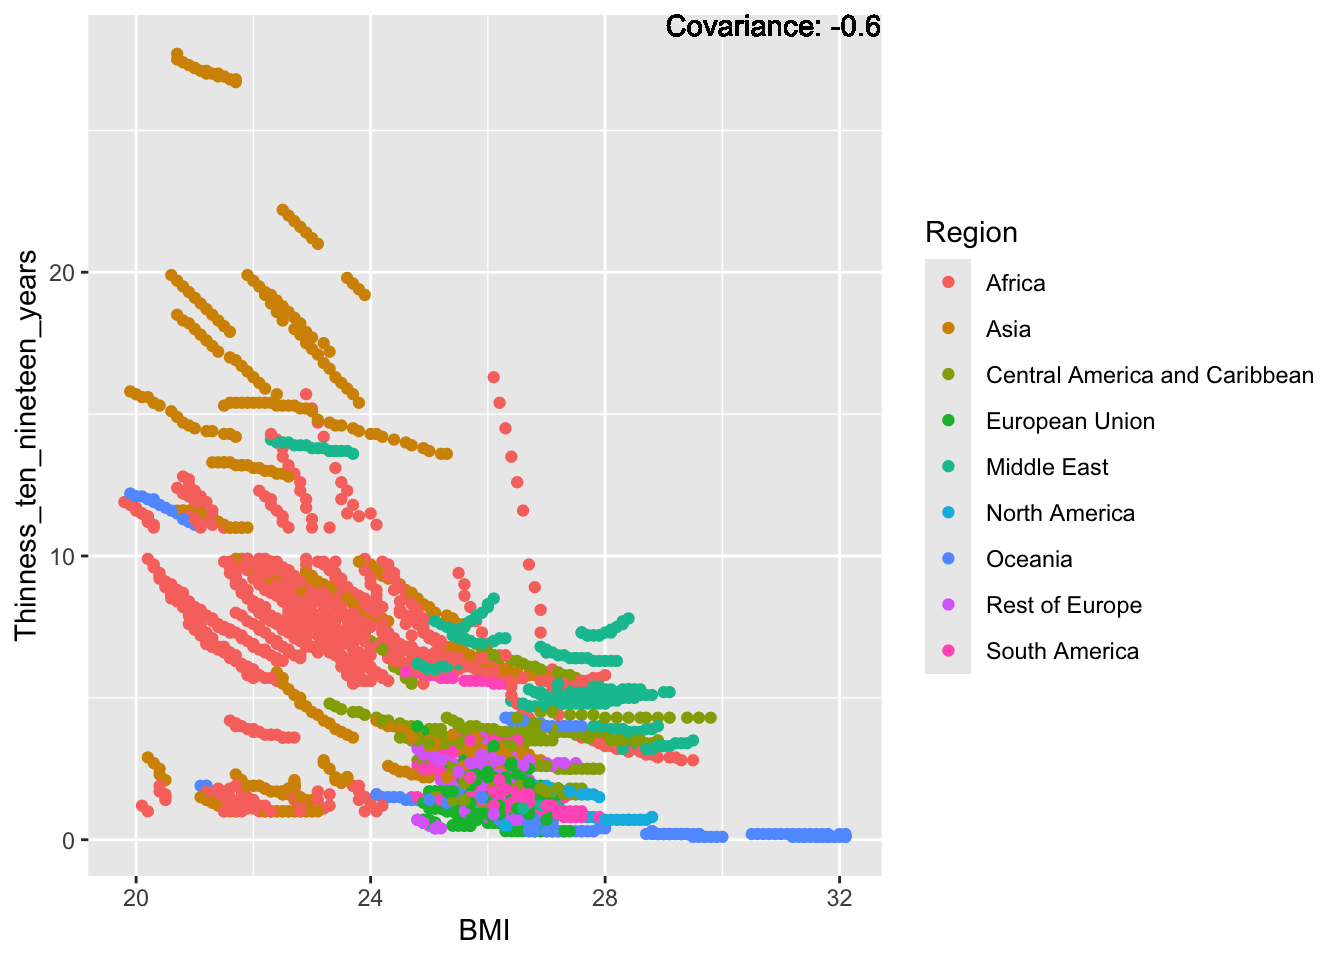 Covariance: -0.6
Thinness_ten_nineteen_years
20
10
0
20
24
28
32
BMI
Region
Africa
Asia
Central America and Caribbean
European Union
Middle East
North America
Oceania
Rest of Europe
South America